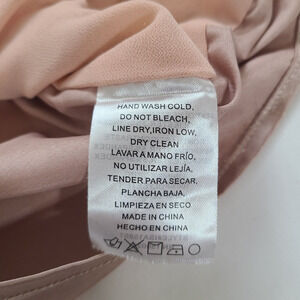 HAND WASH COLD,
DO NOT BLEACH,
LINE DRY,IRON LOW,
DRY CLEAN
LAVAR A MANO FRÍO,
NO UTILIZAR LEJÍA,
TENDER PARA SECAR,
PLANCHA BAJA,
LIMPIEZA EN SECO
MADE IN CHINA
HECHO EN CHINA